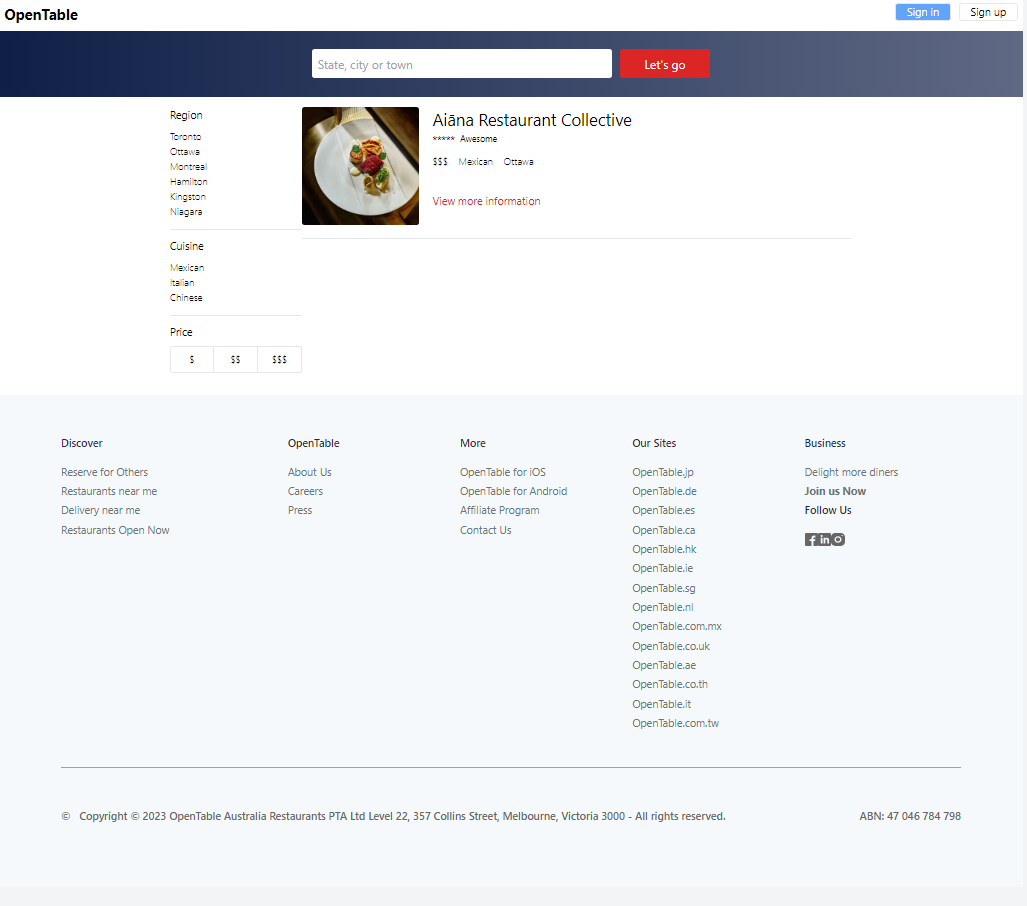 OpenTable
Sign in
Sign up
State, city or town
Let's go
Region
Toronto
Ottawa
Montreal
Hamilton
Kingston
Niagara
Cuisine
Mexican
Italian
Chinese
Price
$ $$ $$$
Aiāna Restaurant Collective
***** Awesome
$$$ Mexican Ottawa
View more information
Discover
Reserve for Others
Restaurants near me
Delivery near me
Restaurants Open Now
OpenTable
About Us
Careers
Press
More
OpenTable for iOS
OpenTable for Android
Affiliate Program
Contact Us
Our Sites
OpenTable.jp
OpenTable.de
OpenTable.es
OpenTable.ca
OpenTable.hk
OpenTable.ie
OpenTable.sg
OpenTable.nl
OpenTable.com.mx
OpenTable.co.uk
OpenTable.ae
OpenTable.co.th
OpenTable.it
OpenTable.com.tw
Business
Delight more diners
Join us Now
Follow Us
© Copyright © 2023 OpenTable Australia Restaurants PTA Ltd Level 22, 357 Collins Street, Melbourne, Victoria 3000 - All rights reserved.
ABN: 47 046 784 798